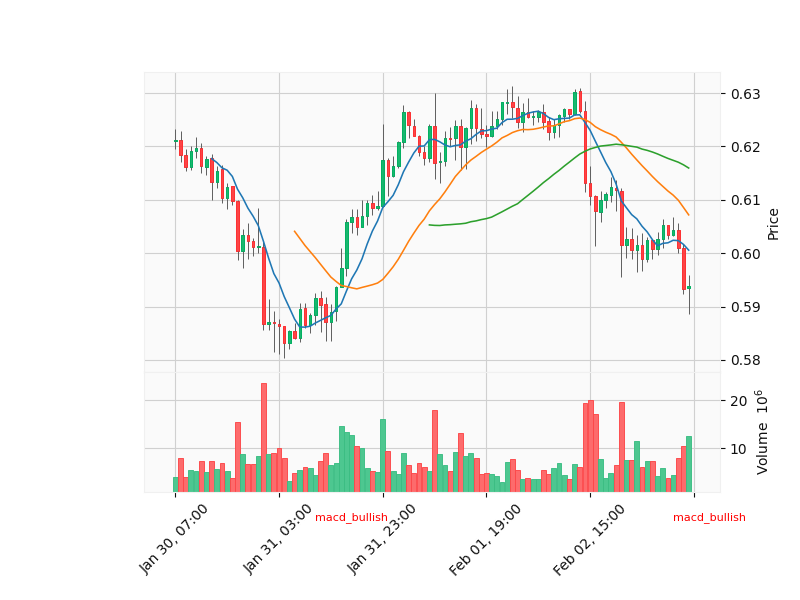 0.63
0.62
0.61
0.60
0.59
0.58
Price
20
10
Volume 10⁶
Jan 30, 07:00
Jan 31, 03:00
Jan 31, 23:00
Feb 01, 19:00
Feb 02, 15:00
macd_bullish
macd_bullish